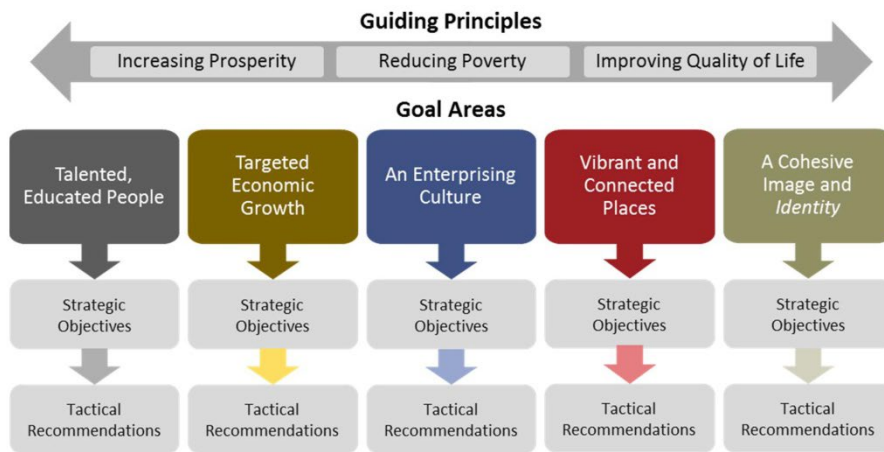 Guiding Principles
Increasing Prosperity
Reducing Poverty
Improving Quality of Life
Goal Areas
Talented,
Educated People
Targeted
Economic
Growth
An Enterprising
Culture
Vibrant and
Connected
Places
A Cohesive
Image and
Identity
Strategic
Objectives
Strategic
Objectives
Strategic
Objectives
Strategic
Objectives
Strategic
Objectives
Tactical
Recommendations
Tactical
Recommendations
Tactical
Recommendations
Tactical
Recommendations
Tactical
Recommendations